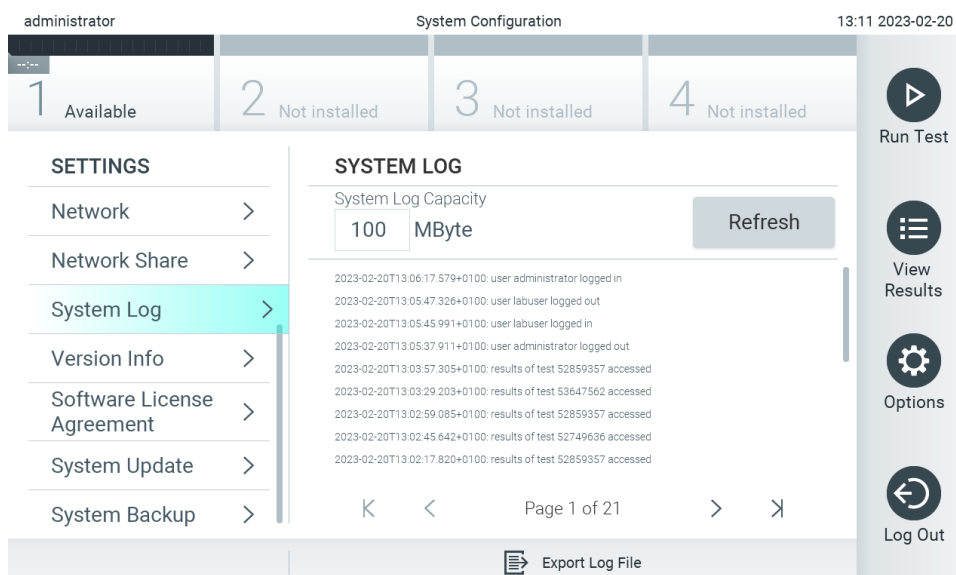 administrator
System Configuration
13:11 2023-02-20
--:--
1 Available
2 Not installed
3 Not installed
4 Not installed
Run Test
View
Results
Options
Log Out
SETTINGS
Network
Network Share
System Log
Version Info
Software License
Agreement
System Update
System Backup
SYSTEM LOG
System Log Capacity
100 MByte
Refresh
2023-02-20T13:06:17.579+0100: user administrator logged in
2023-02-20T13:05:47.326+0100: user labuser logged out
2023-02-20T13:05:45.991+0100: user labuser logged in
2023-02-20T13:05:37.911+0100: user administrator logged out
2023-02-20T13:03:57.305+0100: results of test 52859357 accessed
2023-02-20T13:03:29.203+0100: results of test 53647562 accessed
2023-02-20T13:02:59.085+0100: results of test 52859357 accessed
2023-02-20T13:02:45.642+0100: results of test 52749636 accessed
2023-02-20T13:02:17.820+0100: results of test 52859357 accessed
Page 1 of 21
Export Log File